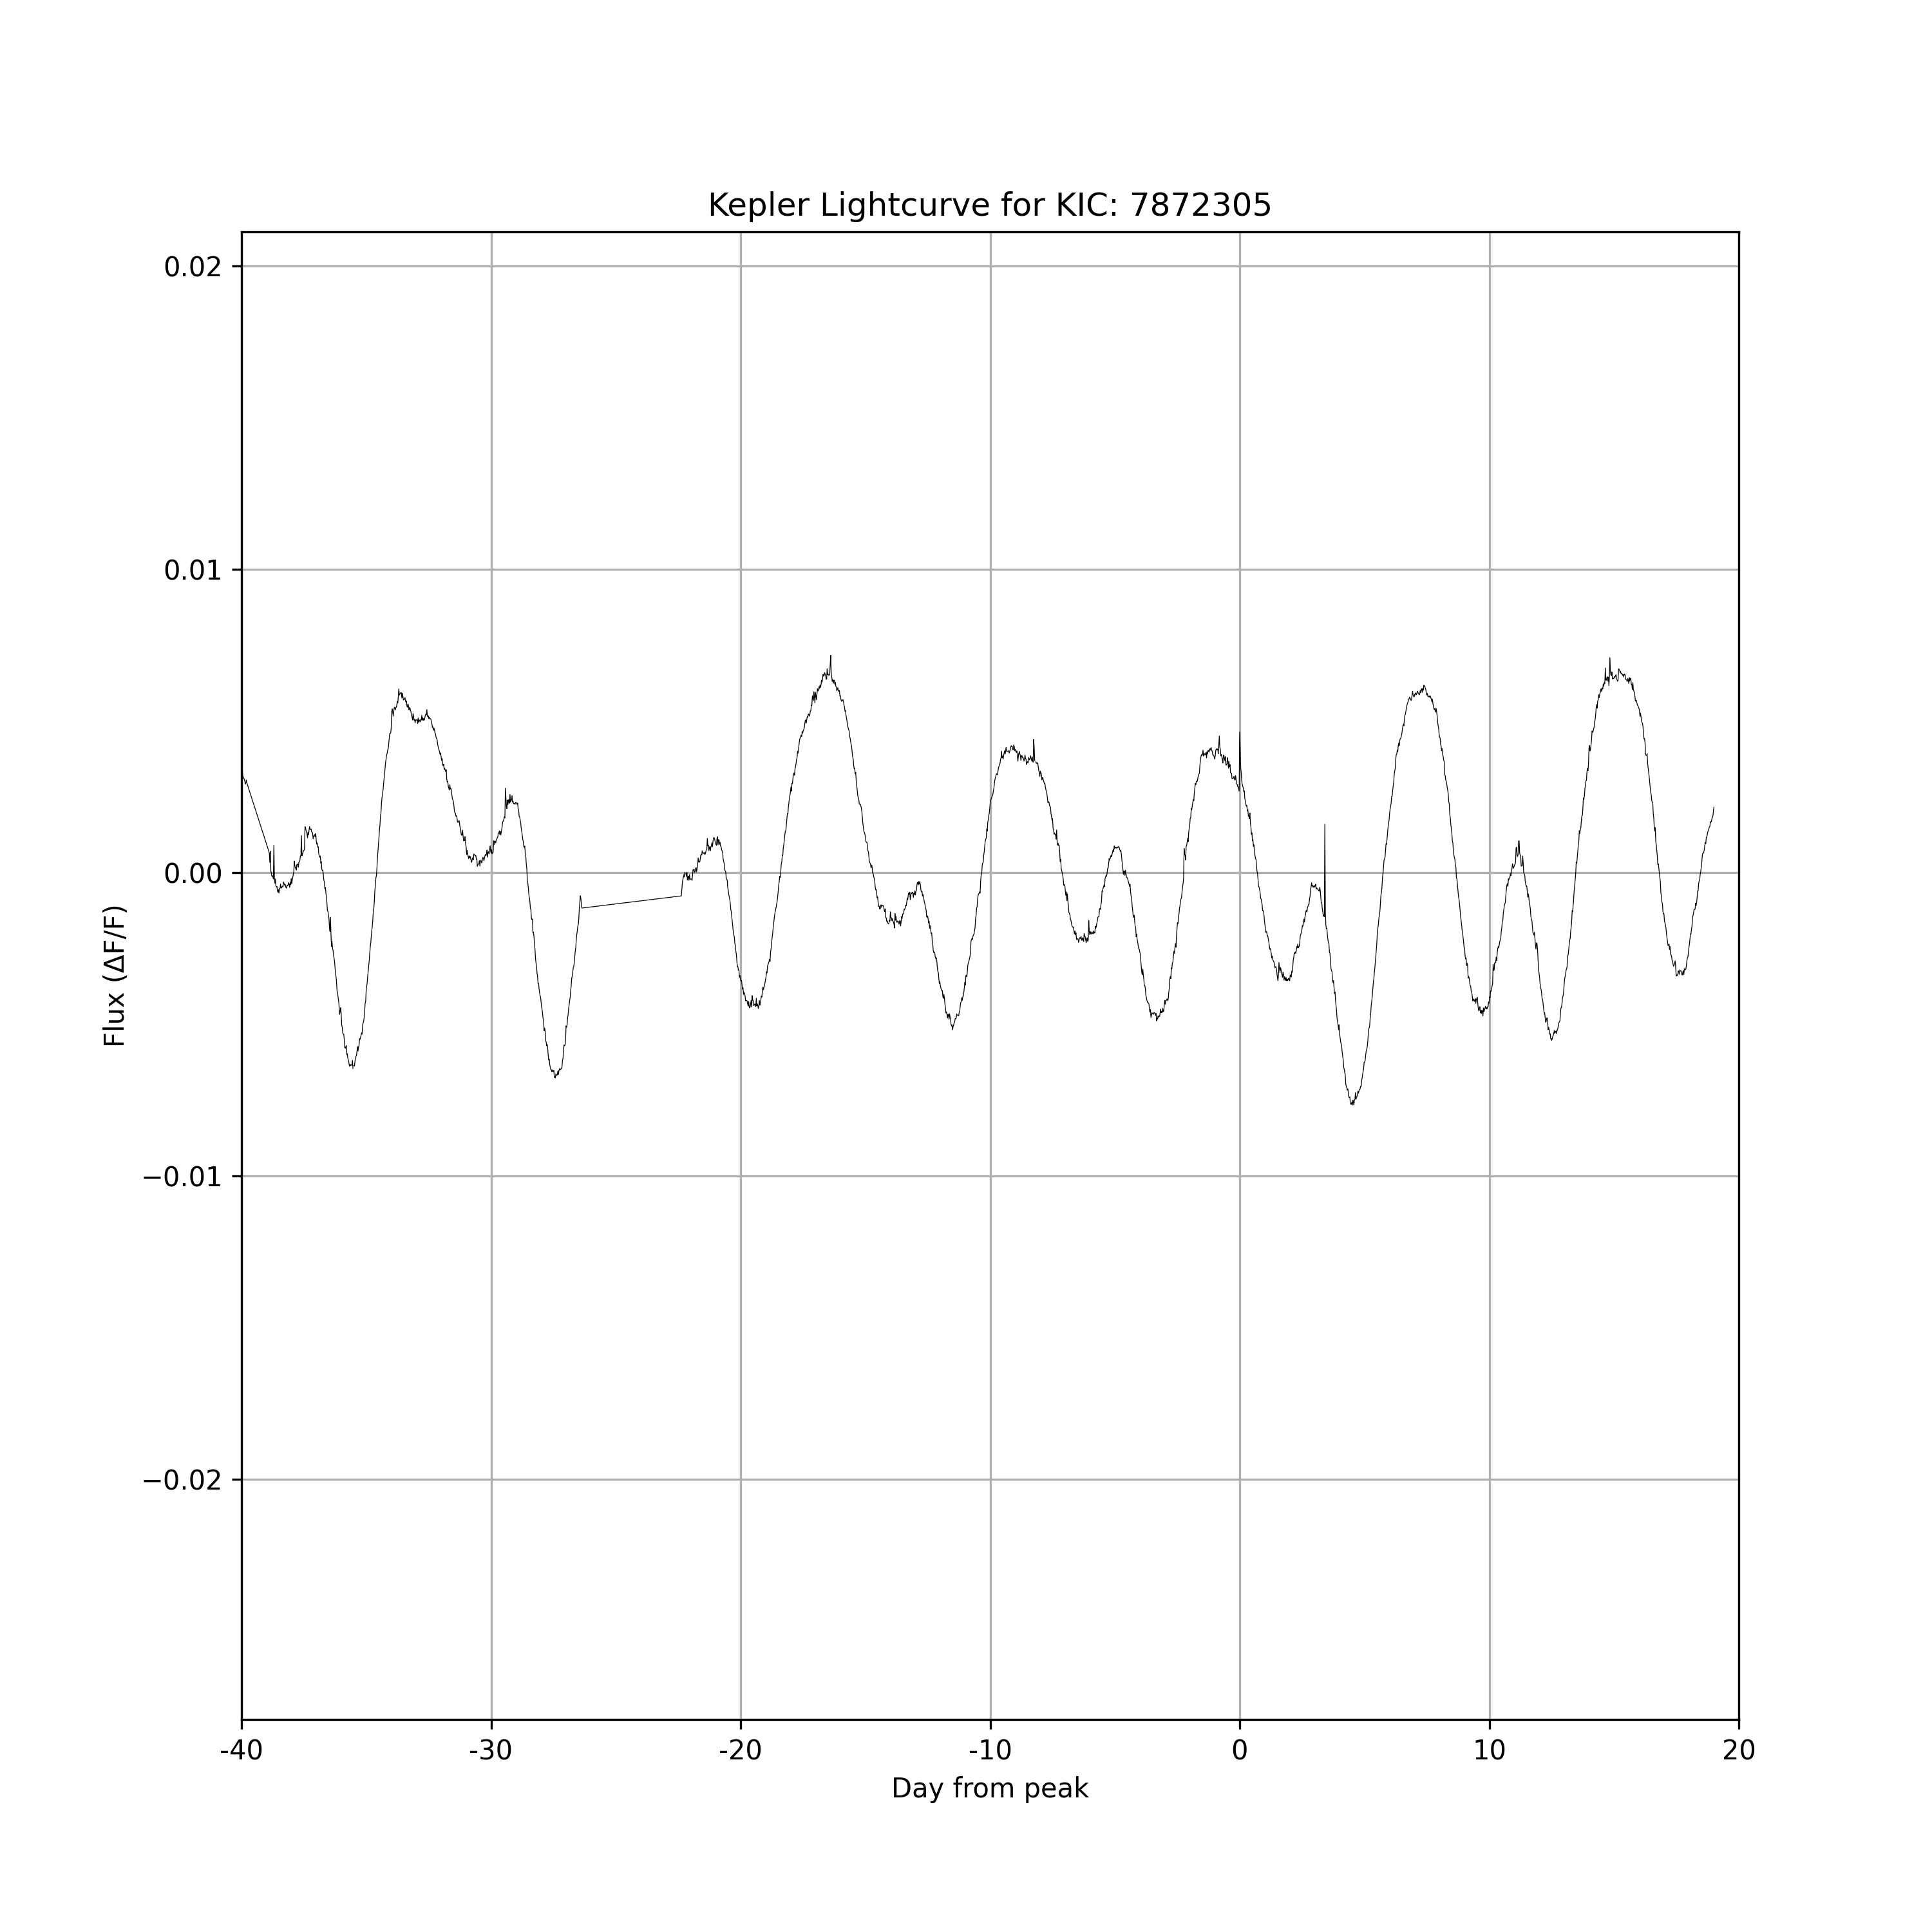 Kepler Lightcurve for KIC: 7872305
0.02
0.01
0.00
−0.01
−0.02
Flux (ΔF/F)
-40 -30 -20 -10 0 10 20
Day from peak